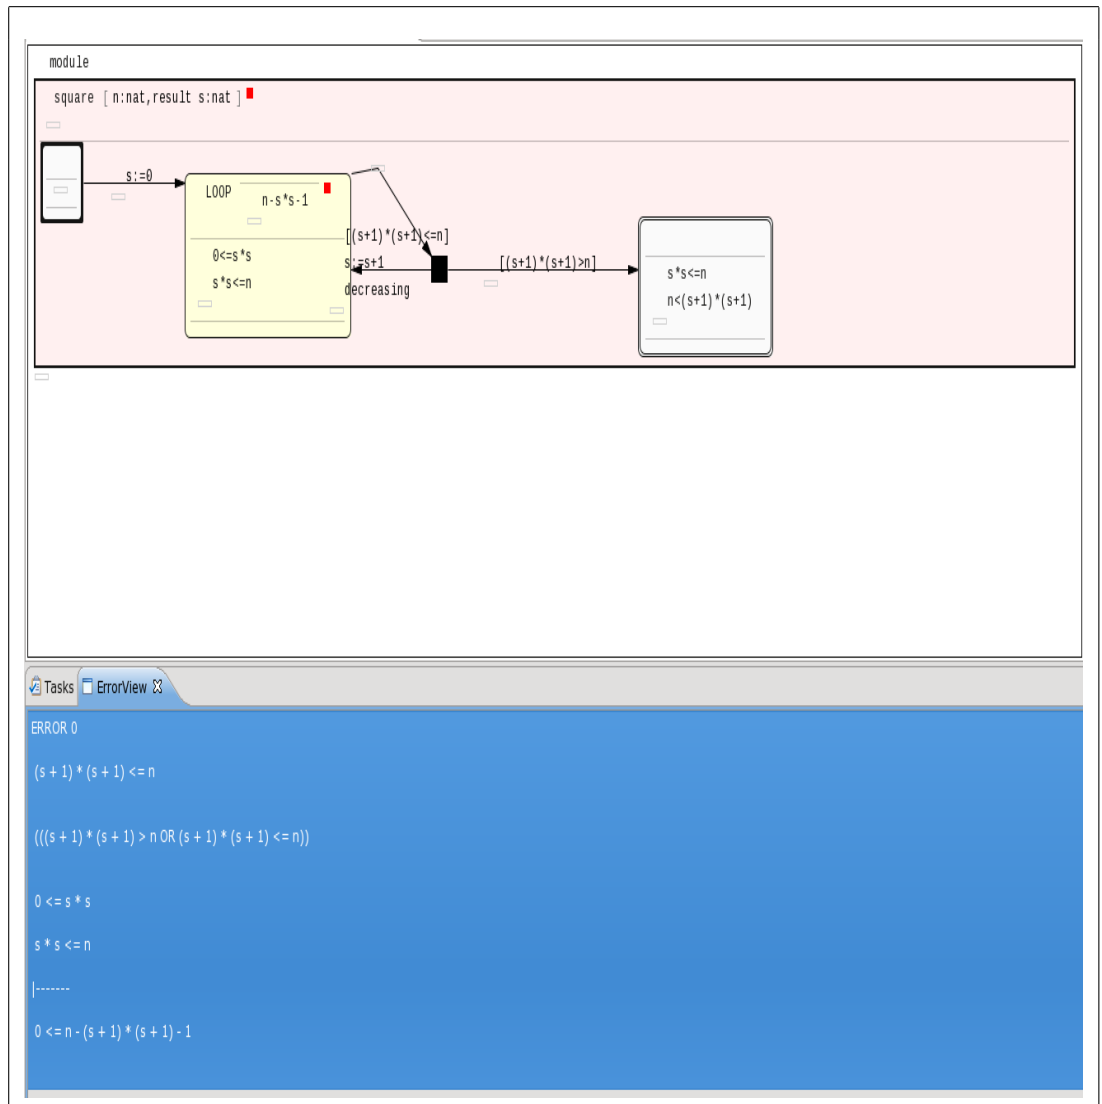 module
square [ n:nat,result s:nat ]
s:=0
LOOP
n-s*s-1
0<=s*s
s*s<=n
[(s+1)*(s+1)<=n]
s:=s+1
decreasing
[(s+1)*(s+1)>n]
s*s<=n
n<(s+1)*(s+1)
Tasks ErrorView
ERROR 0
(s + 1) * (s + 1) <= n
(((s + 1) * (s + 1) > n OR (s + 1) * (s + 1) <= n))
0 <= s * s
s * s <= n
|-------
0 <= n - (s + 1) * (s + 1) - 1